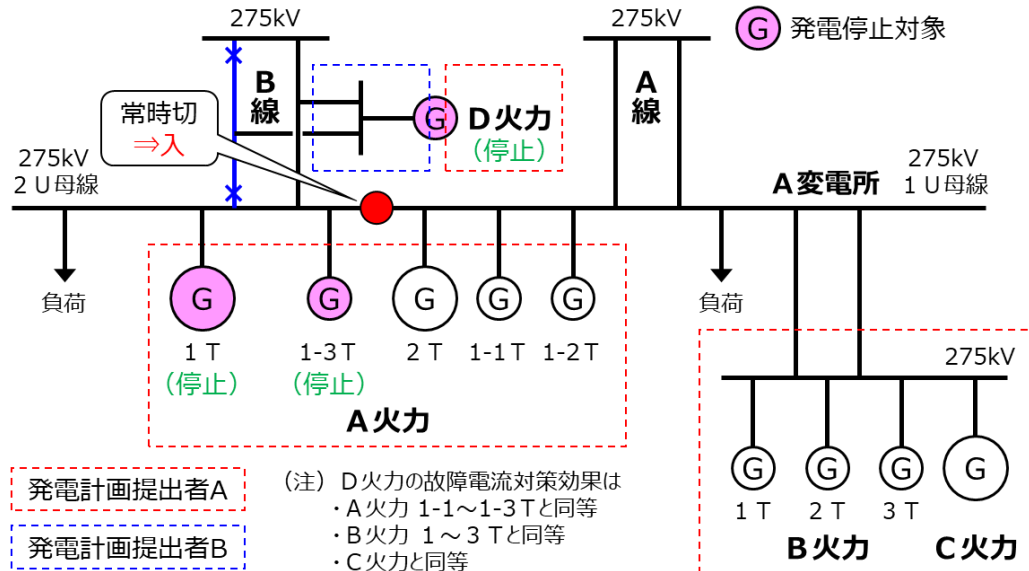 275kV
275kV
G
発電停止対象
B
線
A
線
常時切
⇒入
G
D火力
(停止)
275kV
2 U母線
A変電所
275kV
1 U母線
負荷
G
G
G
G
G
負荷
1 T
1-3T
2 T
1-1T
1-2T
(停止)
(停止)
A火力
275kV
G
G
G
G
1 T
2 T
3 T
B火力
C火力
発電計画提出者A
発電計画提出者B
(注) D火力の故障電流対策効果は
・A火力 1-1~1-3Tと同等
・B火力 1~3 Tと同等
・C火力と同等